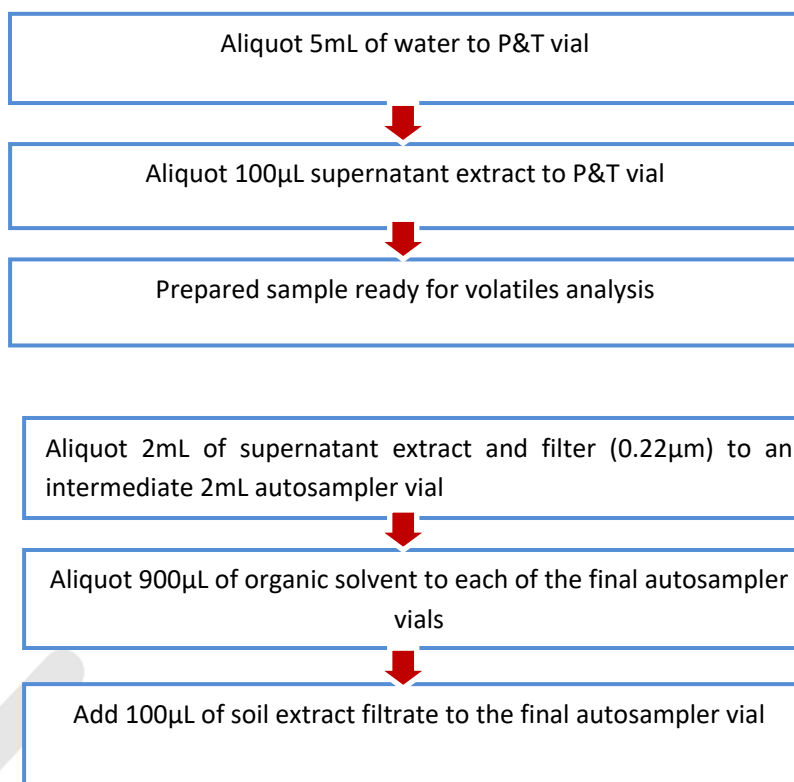 Aliquot 5mL of water to P&T vial
Aliquot 100µL supernatant extract to P&T vial
Prepared sample ready for volatiles analysis
Aliquot 2mL of supernatant extract and filter (0.22µm) to an
intermediate 2mL autosampler vial
Aliquot 900µL of organic solvent to each of the final autosampler
vials
Add 100µL of soil extract filtrate to the final autosampler vial